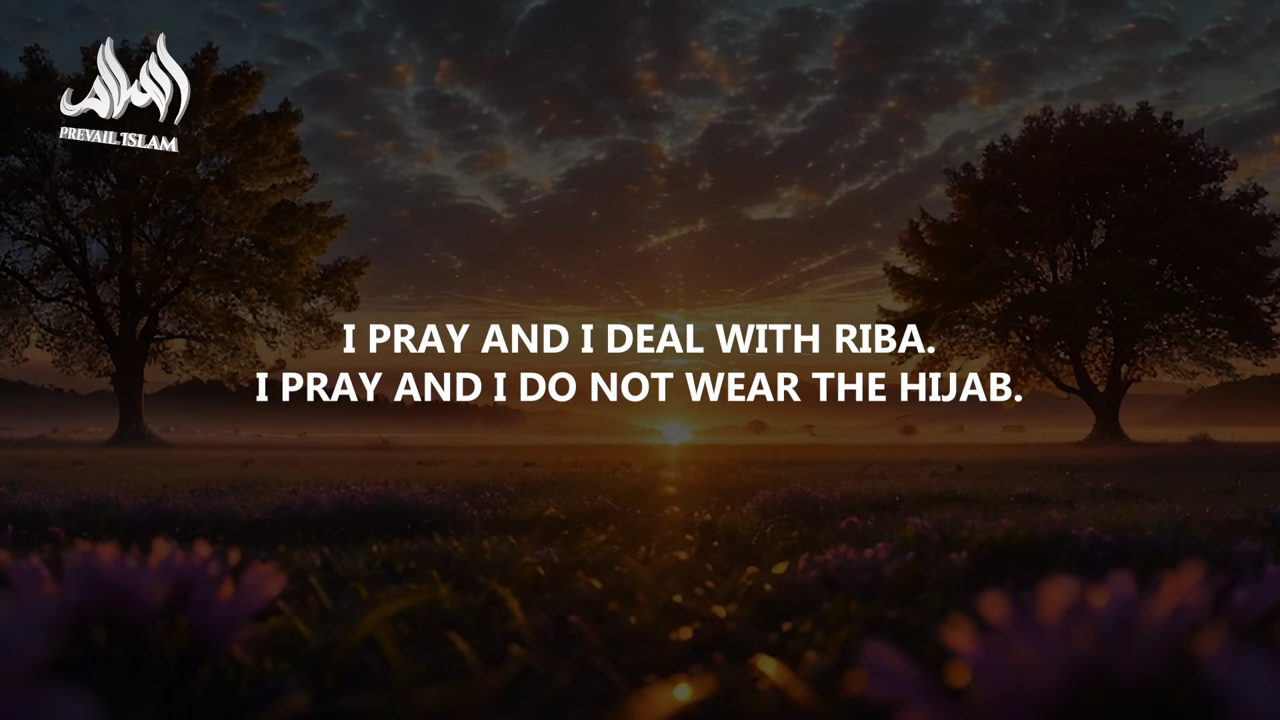 PREVAIL ISLAM
I PRAY AND I DEAL WITH RIBA.
I PRAY AND I DO NOT WEAR THE HIJAB.